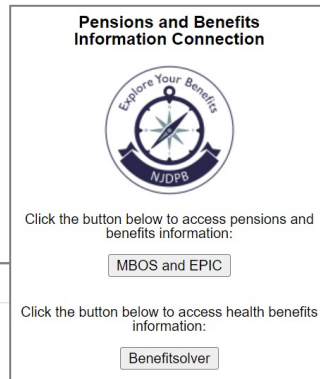 Pensions and Benefits
Information Connection
Explore Your Benefits
NJDPB
Click the button below to access pensions and
benefits information:
MBOS and EPIC
Click the button below to access health benefits
information:
Benefitsolver